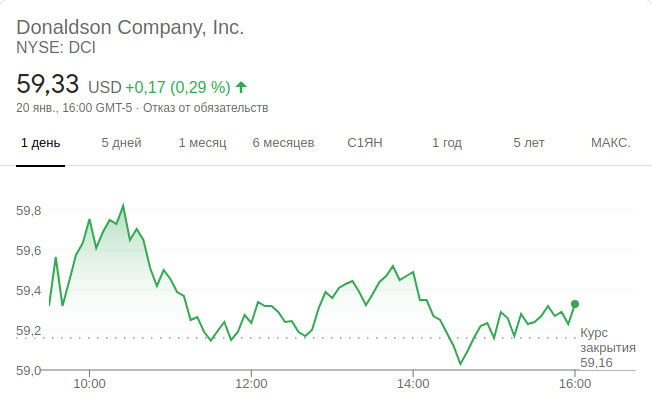 Donaldson Company, Inc.
NYSE: DCI
59,33 USD +0,17 (0,29 %)
20 янв., 16:00 GMT-5 · Отказ от обязательств
1 день 5 дней 1 месяц 6 месяцев С1ЯН 1 год 5 лет МАКС.
59,8
59,6
59,4
59,2
59,0
Курс
закрытия
59,16
10:00 12:00 14:00 16:00